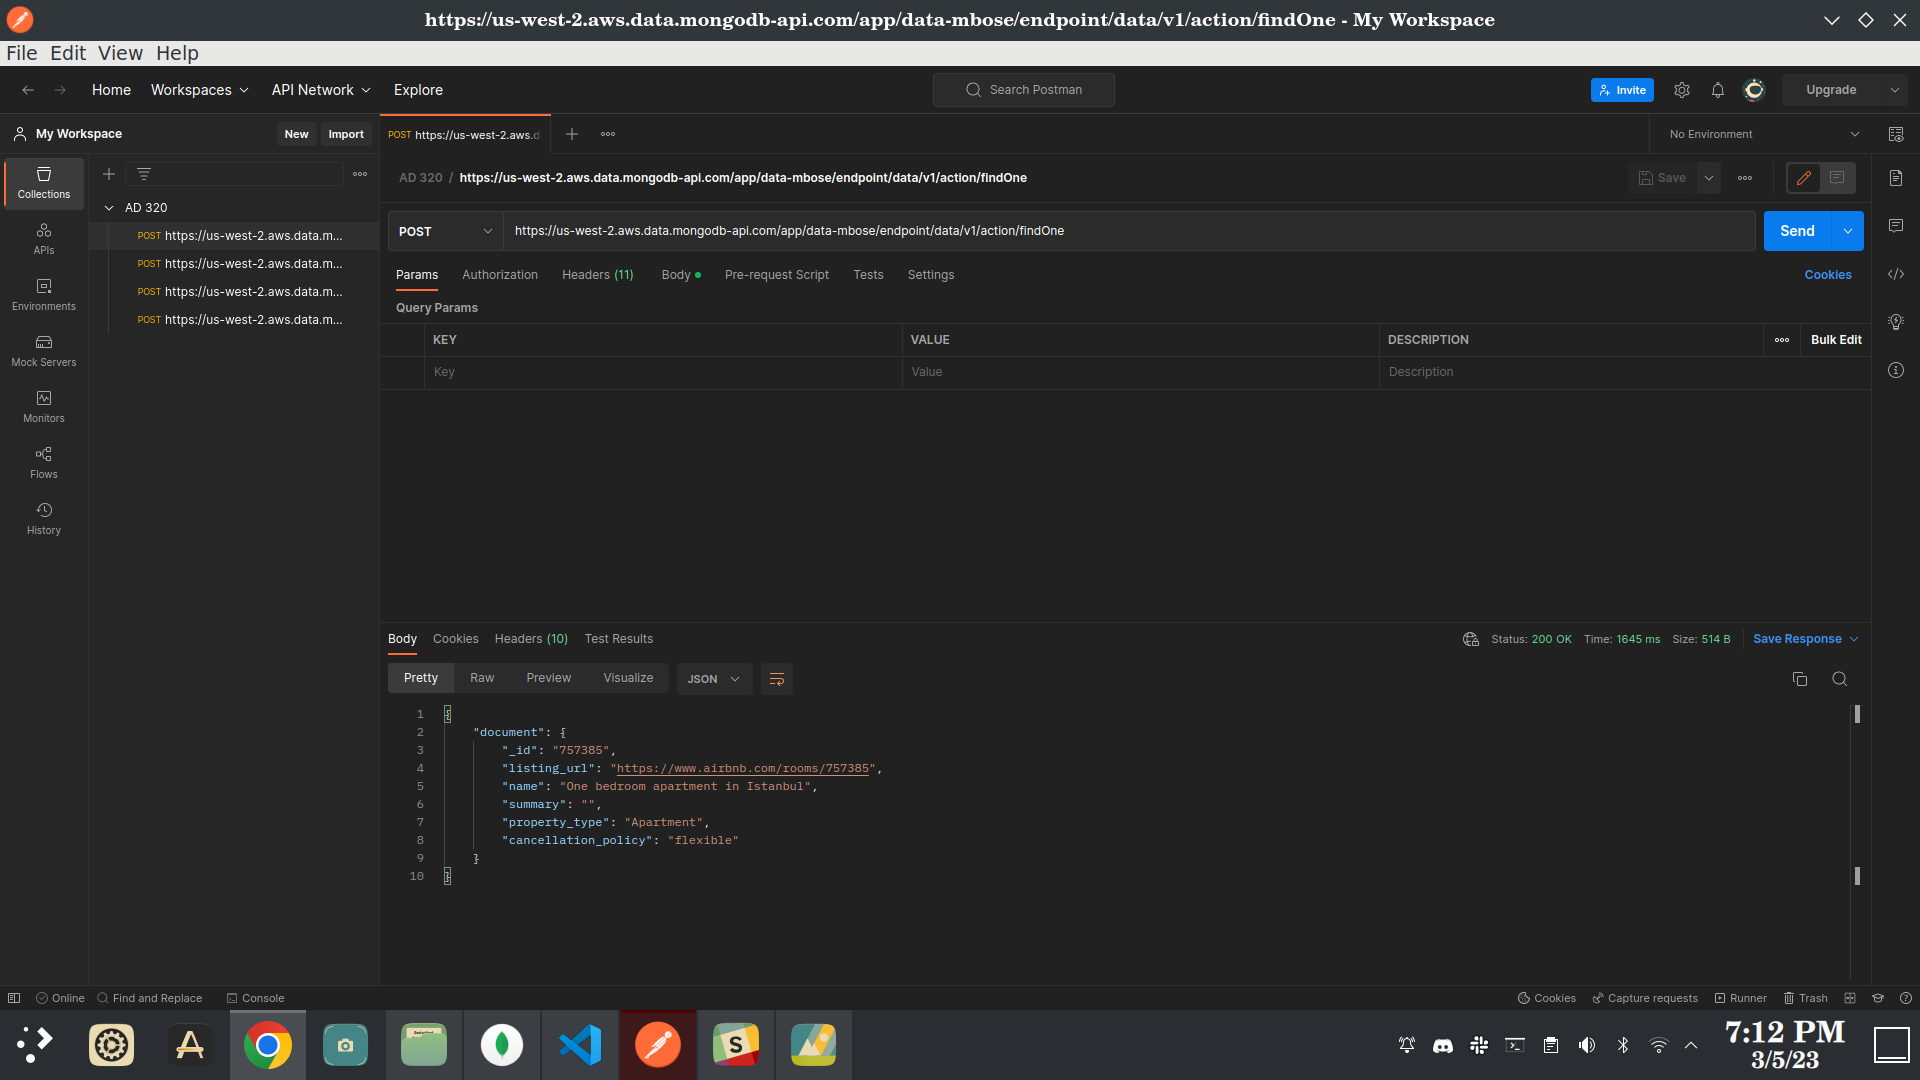 https://us-west-2.aws.data.mongodb-api.com/app/data-mbose/endpoint/data/v1/action/findOne - My Workspace
File Edit View Help
Home Workspaces API Network Explore
Search Postman
Invite
Upgrade
My Workspace
New Import
POST https://us-west-2.aws.d
No Environment
Collections
AD 320 / https://us-west-2.aws.data.mongodb-api.com/app/data-mbose/endpoint/data/v1/action/findOne
Save
AD 320
POST https://us-west-2.aws.data.m...
POST https://us-west-2.aws.data.m...
POST https://us-west-2.aws.data.m...
POST https://us-west-2.aws.data.m...
APIs
Environments
Mock Servers
Monitors
Flows
History
POST https://us-west-2.aws.data.mongodb-api.com/app/data-mbose/endpoint/data/v1/action/findOne
Send
Params Authorization Headers (11) Body Pre-request Script Tests Settings
Cookies
Query Params
KEY VALUE DESCRIPTION Bulk Edit
Key Value Description
Body Cookies Headers (10) Test Results
Status: 200 OK Time: 1645 ms Size: 514 B Save Response
Pretty Raw Preview Visualize JSON
1 {
2 "document": {
3 "_id": "757385",
4 "listing_url": "https://www.airbnb.com/rooms/757385",
5 "name": "One bedroom apartment in Istanbul",
6 "summary": "",
7 "property_type": "Apartment",
8 "cancellation_policy": "flexible"
9 }
10 }
Online Find and Replace Console
Cookies Capture requests Runner Trash
7:12 PM
3/5/23